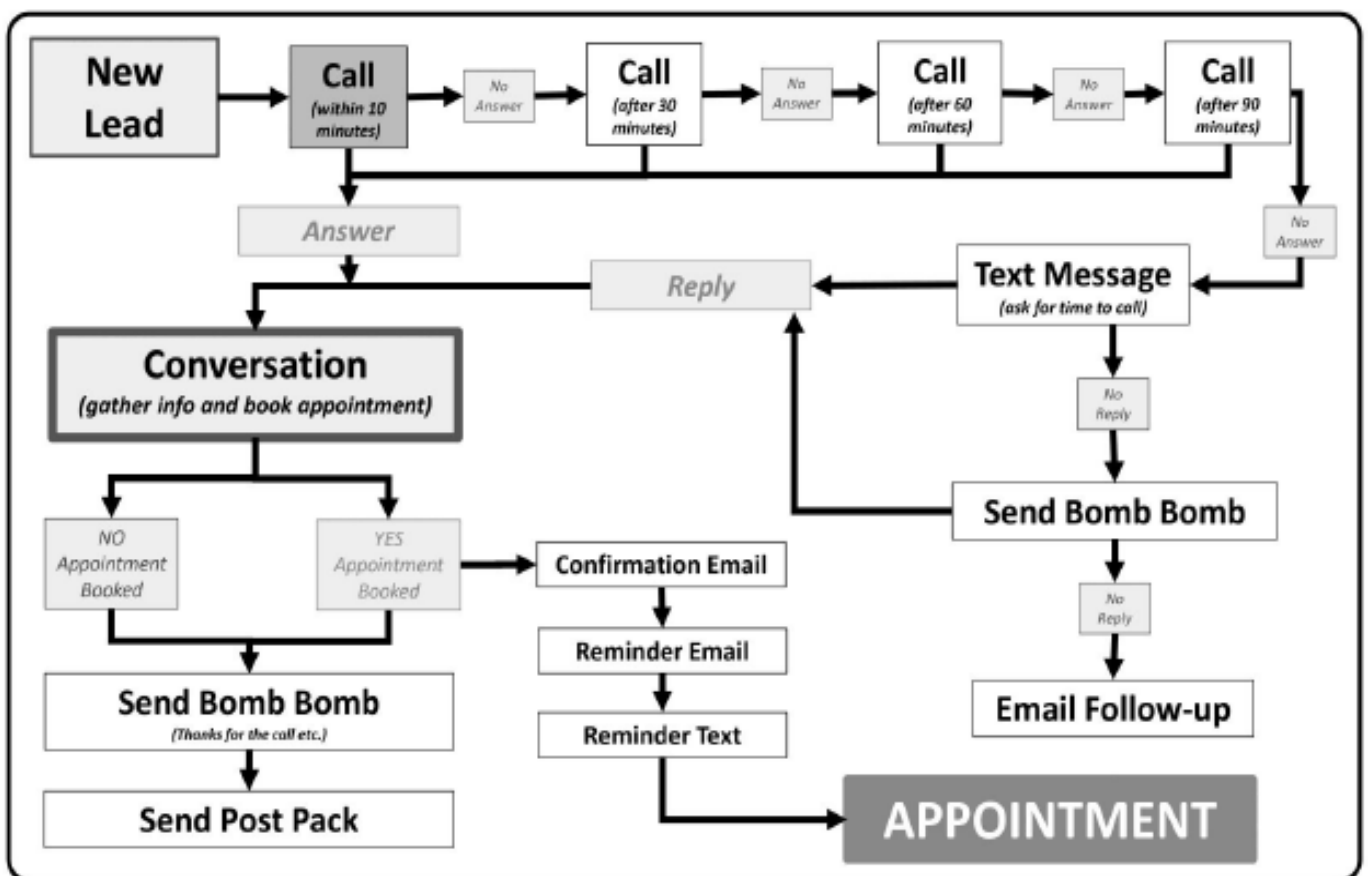 New
Lead
Call
(within 10
minutes)
No
Answer
Call
(after 30
minutes)
No
Answer
Call
(after 60
minutes)
No
Answer
Call
(after 90
minutes)
No
Answer
Answer
Reply
Text Message
(ask for time to call)
Conversation
(gather info and book appointment)
No
Reply
NO
Appointment
Booked
YES
Appointment
Booked
Confirmation Email
Send Bomb Bomb
No
Reply
Reminder Email
Send Bomb Bomb
(Thanks for the call etc.)
Reminder Text
Email Follow-up
Send Post Pack
APPOINTMENT